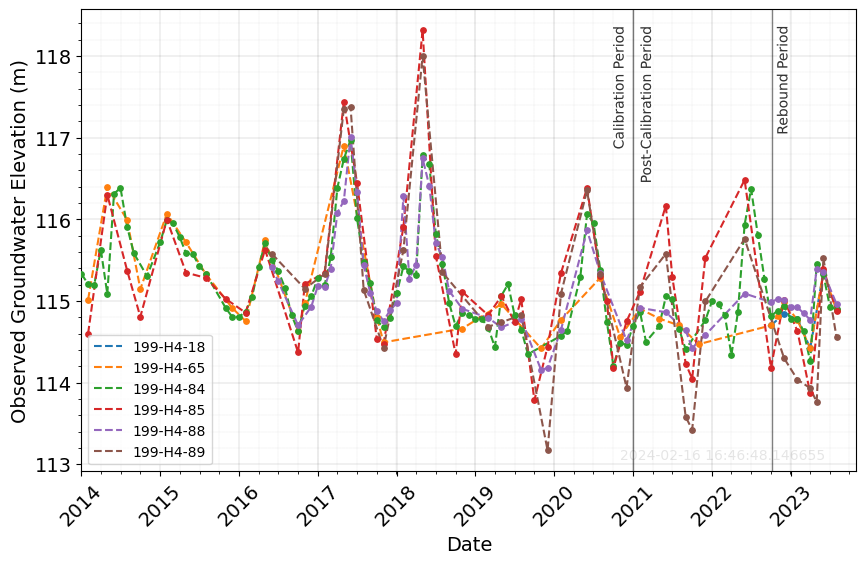 Observed Groundwater Elevation (m)
118
117
116
115
114
113
Calibration Period
Post-Calibration Period
Rebound Period
199-H4-18
199-H4-65
199-H4-84
199-H4-85
199-H4-88
199-H4-89
2024-02-16 16:46:48.146655
2014
2015
2016
2017
2018
2019
2020
2021
2022
2023
Date